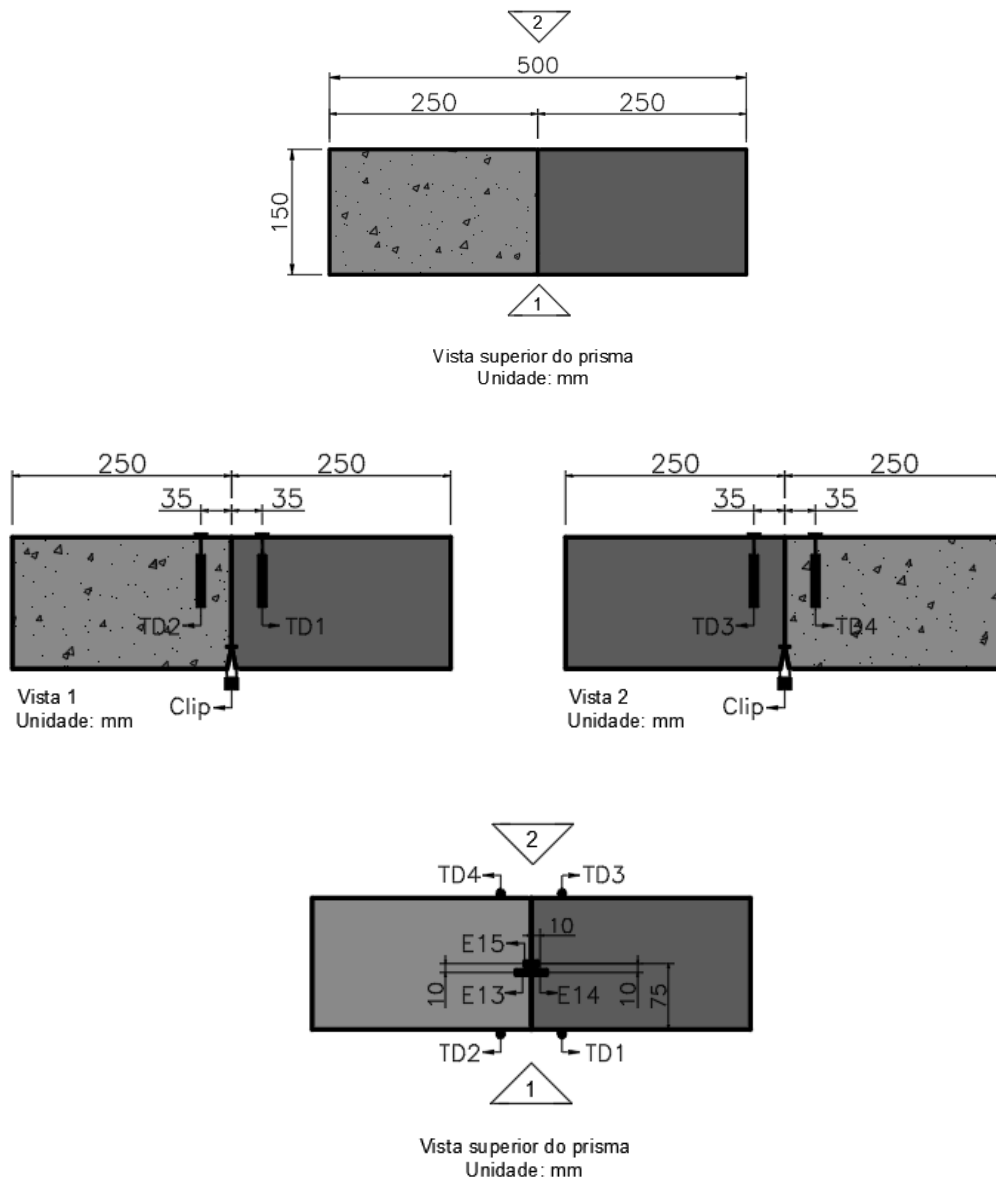 2
500
250 250
150
1
Vista superior do prisma
Unidade: mm
250 250
35 35
TD2 TD1
Clip
Vista 1
Unidade: mm
250 250
35 35
TD3 TD4
Clip
Vista 2
Unidade: mm
2
TD4 TD3
10
E15
10 E13 E14 10 75
TD2 TD1
1
Vista superior do prisma
Unidade: mm